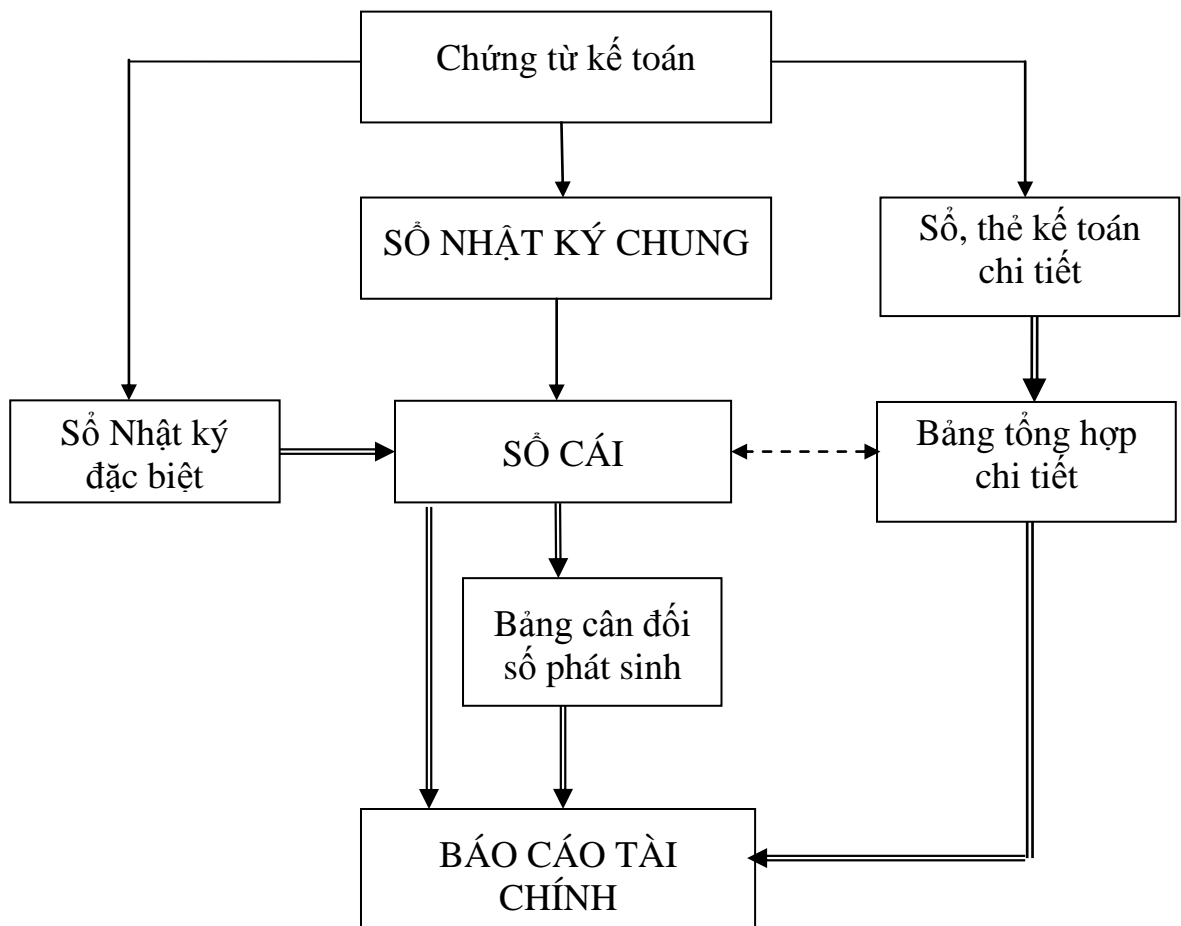 Chứng từ kế toán
SỔ NHẬT KÝ CHUNG
Sổ, thẻ kế toán
chi tiết
Sổ Nhật ký
đặc biệt
SỔ CÁI
Bảng tổng hợp
chi tiết
Bảng cân đối
số phát sinh
BÁO CÁO TÀI
CHÍNH